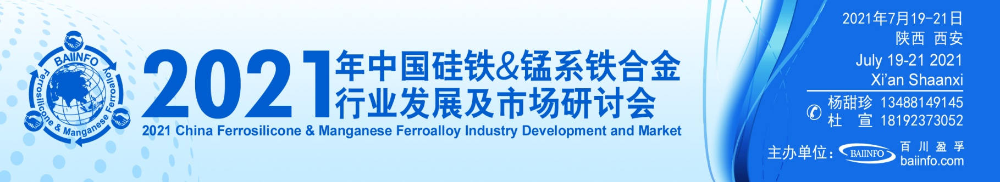 BAIINFO
Ferrosilicone & Manganese Ferroalloy
2021年中国硅铁&锰系铁合金
行业发展及市场研讨会
2021 China Ferrosilicone & Manganese Ferroalloy Industry Development and Market
2021年7月19-21日
陕西 西安
July 19-21 2021
Xi'an Shaanxi
杨甜珍 13488149145
杜 宣 18192373052
主办单位：BAIINFO 百川盈孚
baiinfo.com